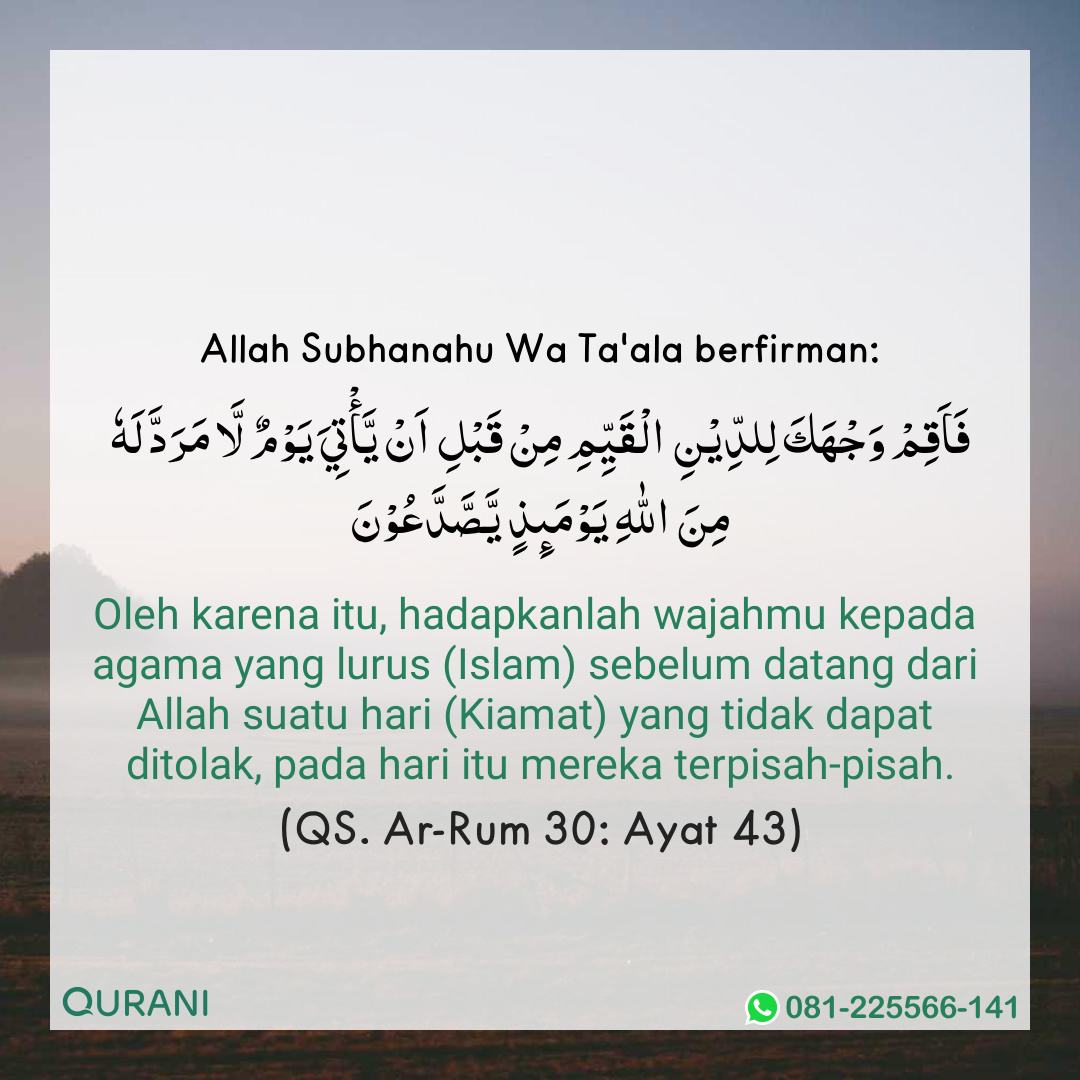 Allah Subhanahu Wa Ta'ala berfirman:
فَاَقِمْ وَجْهَكَ لِلدِّيْنِ الْقَيِّمِ مِنْ قَبْلِ اَنْ يَّأْتِيَ يَوْمٌ لَّا مَرَدَّ لَهٗ
مِنَ اللّٰهِ يَوْمَىِٕذٍ يَّصَّدَّعُوْنَ
Oleh karena itu, hadapkanlah wajahmu kepada
agama yang lurus (Islam) sebelum datang dari
Allah suatu hari (Kiamat) yang tidak dapat
ditolak, pada hari itu mereka terpisah-pisah.
(QS. Ar-Rum 30: Ayat 43)
QURANI
081-225566-141